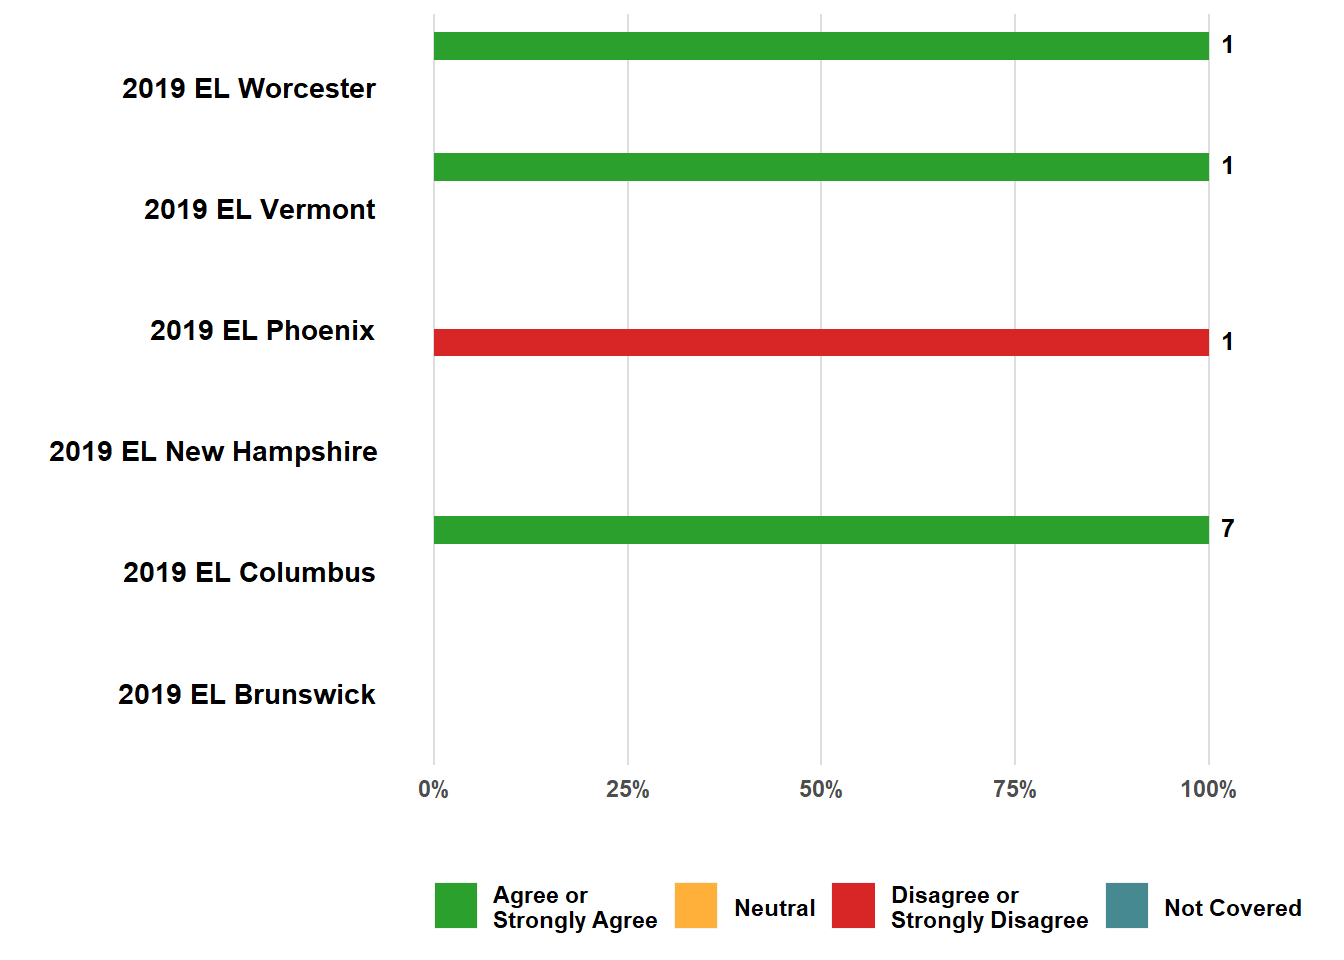 1
2019 EL Worcester
1
2019 EL Vermont
2019 EL Phoenix
1
2019 EL New Hampshire
7
2019 EL Columbus
2019 EL Brunswick
0% 25% 50% 75% 100%
Agree or
Strongly Agree
Neutral
Disagree or
Strongly Disagree
Not Covered